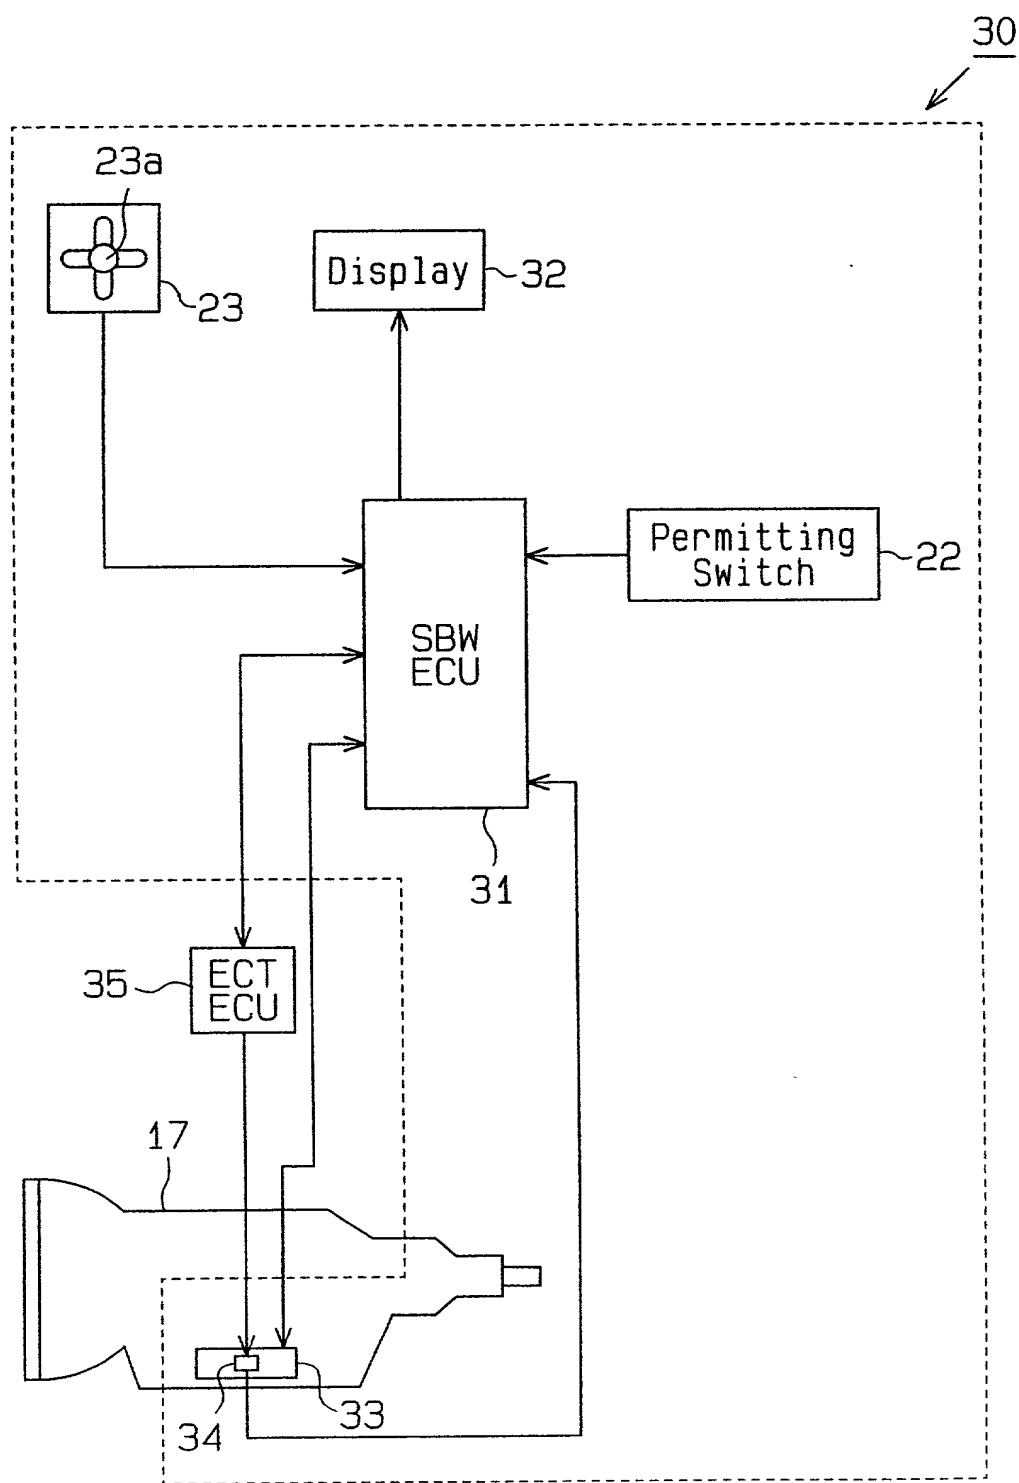 30
23a
23
Display
32
Permitting
Switch
22
SBW
ECU
31
35
ECT
ECU
17
33
34